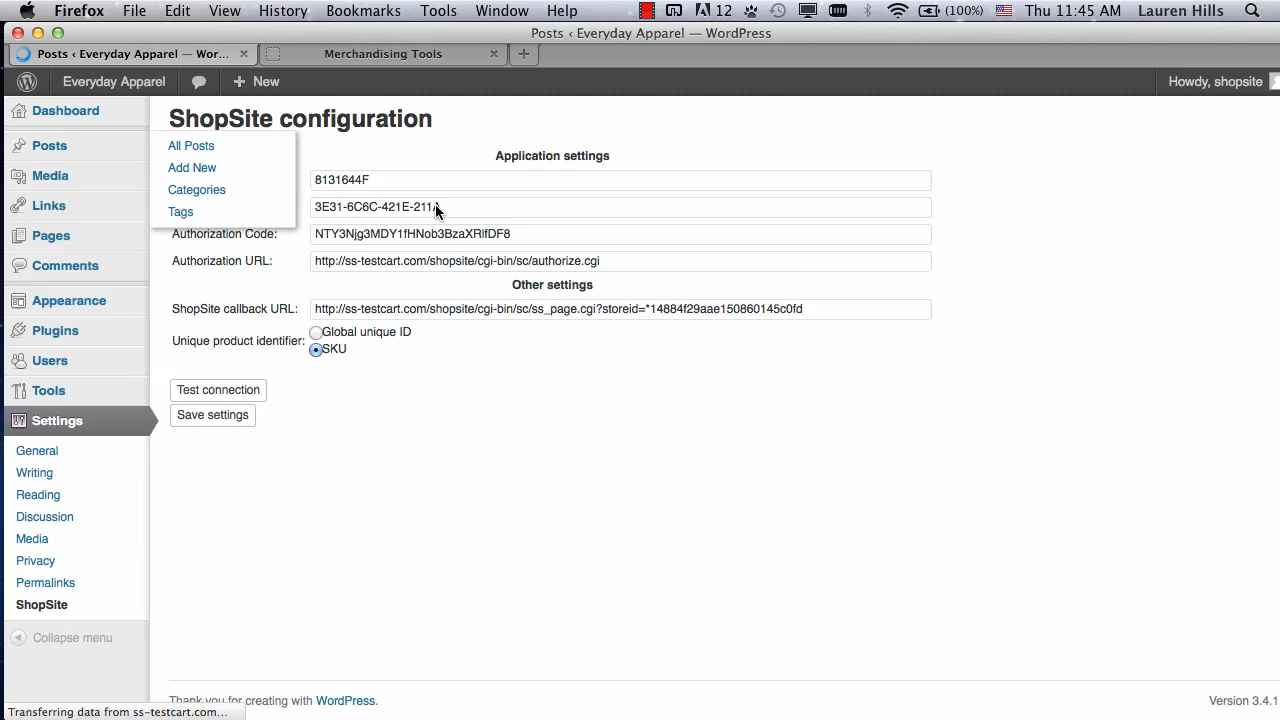 Firefox File Edit View History Bookmarks Tools Window Help 12 (100%) Thu 11:45 AM Lauren Hills
Posts ‹ Everyday Apparel — WordPress
Posts ‹ Everyday Apparel — Wor... Merchandising Tools
Everyday Apparel New Howdy, shopsite
Dashboard
Posts
Media
Links
Pages
Comments
Appearance
Plugins
Users
Tools
Settings
General
Writing
Reading
Discussion
Media
Privacy
Permalinks
ShopSite
Collapse menu
All Posts
Add New
Categories
Tags
ShopSite configuration
Application settings
8131644F
3E31-6C6C-421E-211
Authorization Code: NTY3Njg3MDY1fHNob3BzaXRlfDF8
Authorization URL: http://ss-testcart.com/shopsite/cgi-bin/sc/authorize.cgi
Other settings
ShopSite callback URL: http://ss-testcart.com/shopsite/cgi-bin/sc/ss_page.cgi?storeid=*14884f29aae150860145c0fd
Unique product identifier:
Global unique ID
SKU
Test connection
Save settings
Thank you for creating with WordPress. Version 3.4.1
Transferring data from ss-testcart.com...